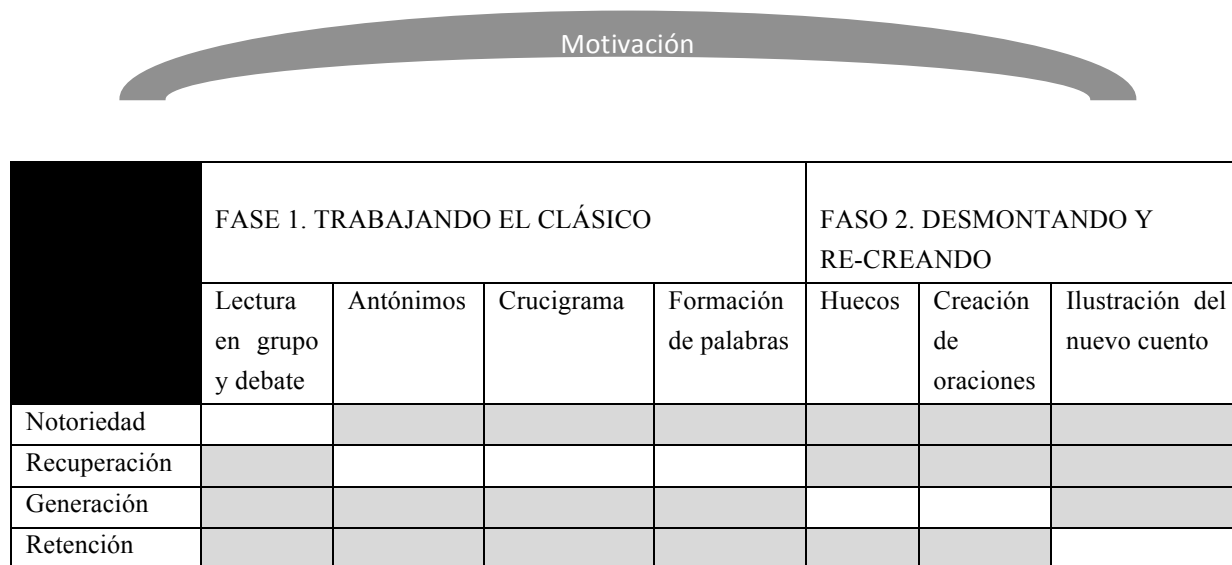 Motivación
FASE 1. TRABAJANDO EL CLÁSICO
FASO 2. DESMONTANDO Y
RE-CREANDO
Lectura
en grupo
y debate
Antónimos
Crucigrama
Formación
de palabras
Huecos
Creación
de
oraciones
Ilustración del
nuevo cuento
Notoriedad
Recuperación
Generación
Retención